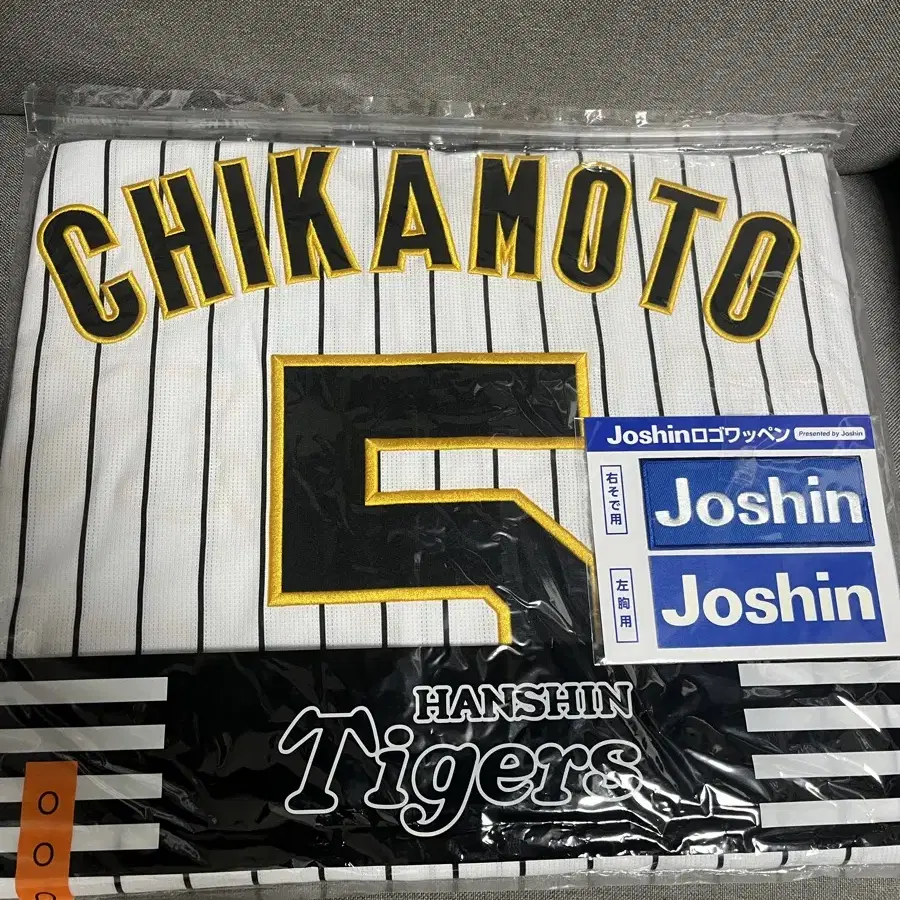 CHIKAMOTO
5
Joshinロゴワッペン Presented by Joshin
右そで用
Joshin
左胸用
Joshin
HANSHIN
Tigers
O
O